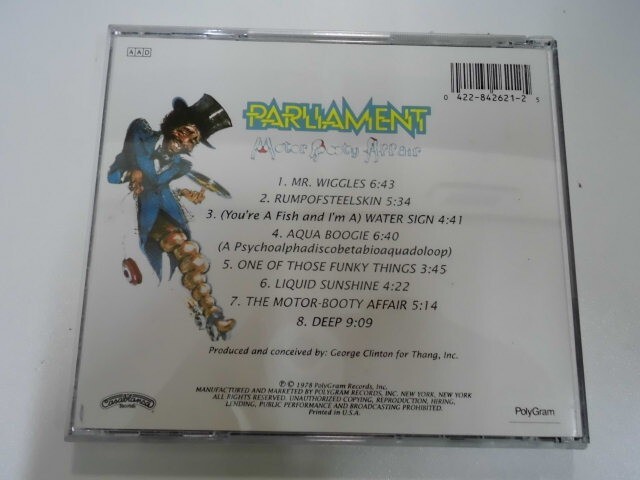 AAD
0 422-842621-2 5
PARLIAMENT
Motor Booty Affair
1. MR. WIGGLES 6:43
2. RUMPOFSTEELSKIN 5:34
3. (You're A Fish and I'm A) WATER SIGN 4:41
4. AQUA BOOGIE 6:40
(A Psychoalphadiscobetabioaquadoloop)
5. ONE OF THOSE FUNKY THINGS 3:45
6. LIQUID SUNSHINE 4:22
7. THE MOTOR-BOOTY AFFAIR 5:14
8. DEEP 9:09
Produced and conceived by: George Clinton for Thang, Inc.
℗ © 1978 PolyGram Records, Inc.
MANUFACTURED AND MARKETED BY POLYGRAM RECORDS, INC. NEW YORK, NEW YORK
ALL RIGHTS RESERVED. UNAUTHORIZED COPYING, REPRODUCTION, HIRING,
LENDING, PUBLIC PERFORMANCE AND BROADCASTING PROHIBITED.
Printed in U.S.A.
Casablanca
Records
PolyGram